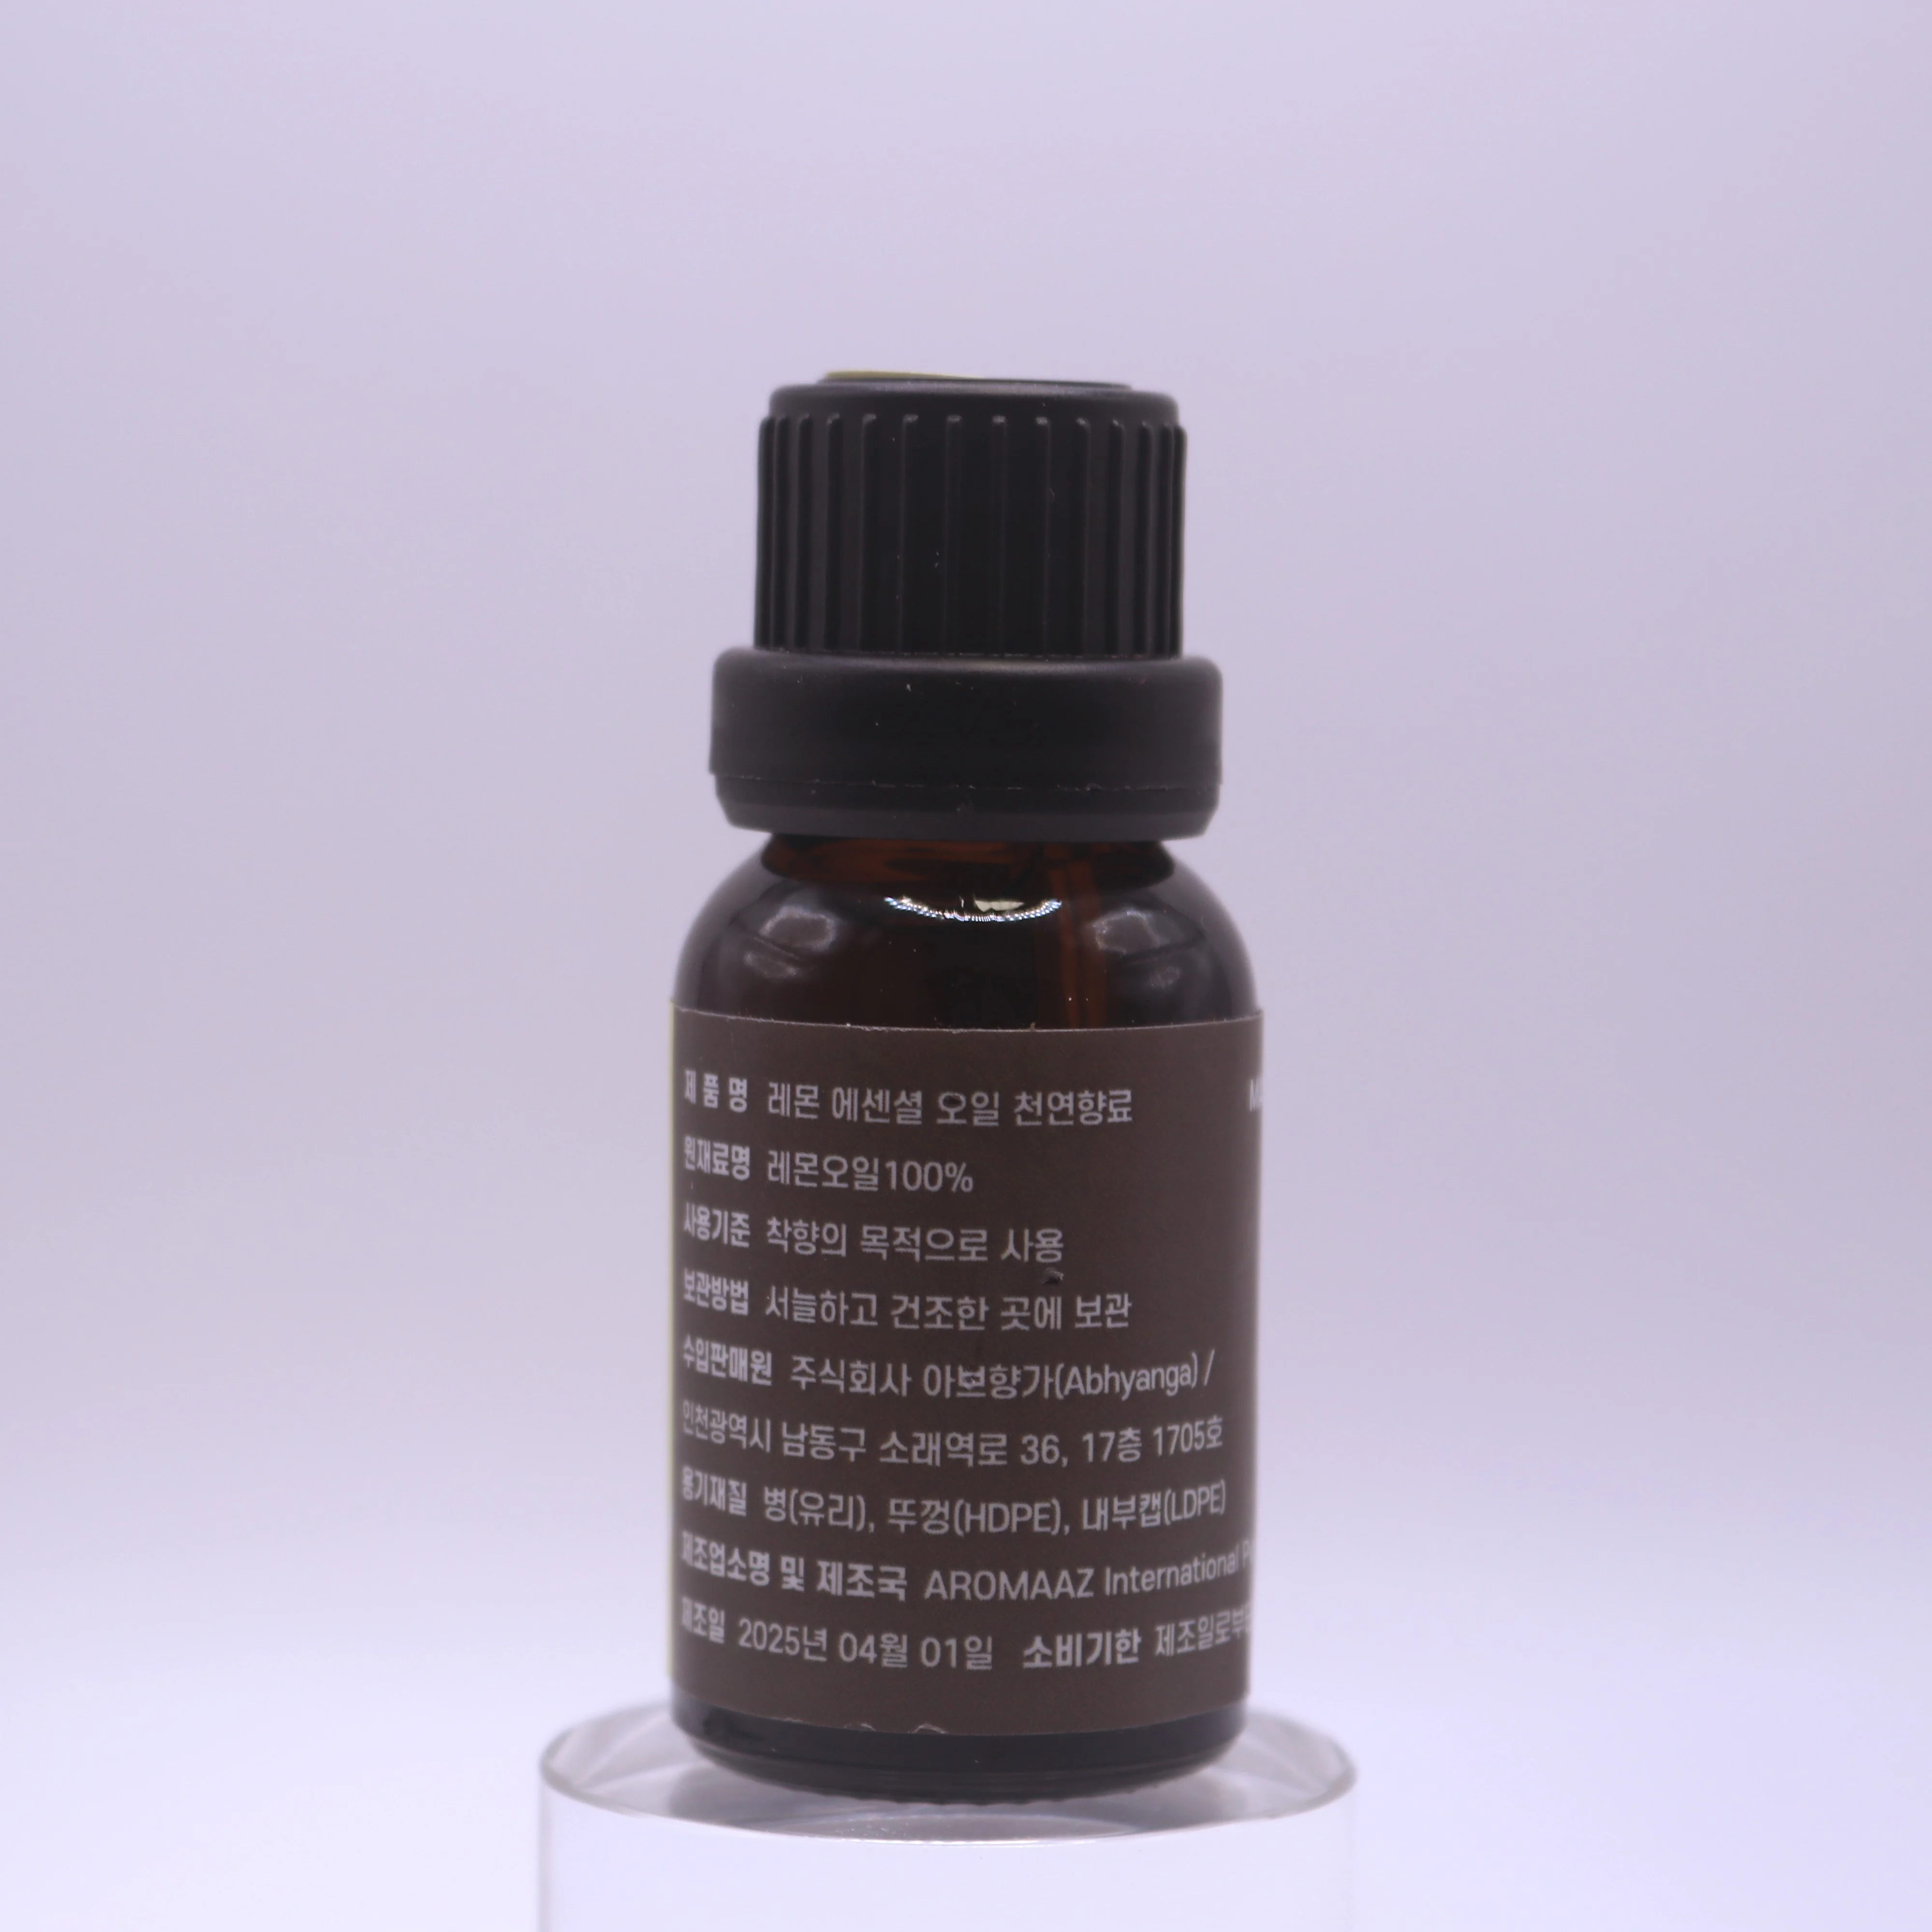 제 품 명 레몬 에센셜 오일 천연향료
원재료명 레몬오일100%
사용기준 착향의 목적으로 사용
보관방법 서늘하고 건조한 곳에 보관
수입판매원 주식회사 아브향가(Abhyanga) /
인천광역시 남동구 소래역로 36, 17층 1705호
용기재질 병(유리), 뚜껑(HDPE), 내부캡(LDPE)
제조업소명 및 제조국 AROMAAZ International
제조일 2025년 04월 01일 소비기한 제조일로부터